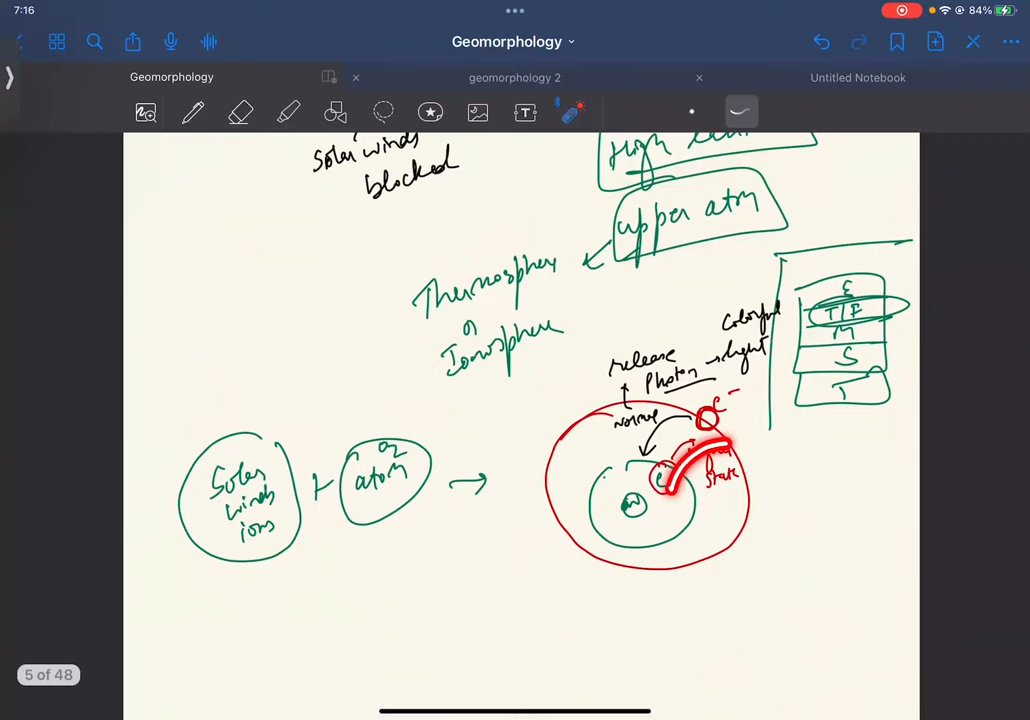 7:16
84%
Geomorphology
Geomorphology
geomorphology 2
Untitled Notebook
Solar winds
blocked
High
upper atm
Thermosphere
or
Ionosphere
E
T/F
M
S
T
release
Photon → light
colorful
Normal
e-
e
N
state
Solar
winds
ions
+
O2
atom
→
5 of 48